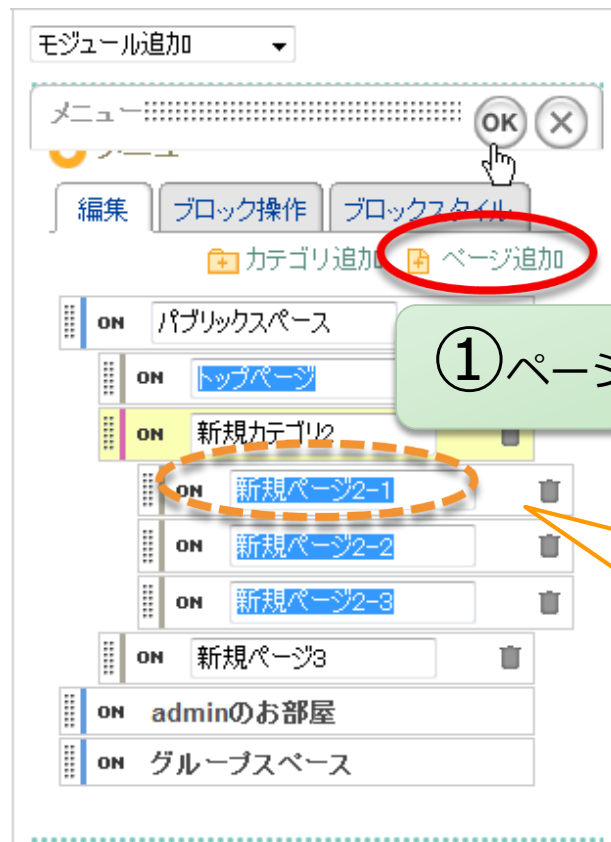 モジュール追加
メニュー
OK
メニュー
編集 ブロック操作 ブロックスタイル
カテゴリ追加 ページ追加
ON パブリックスペース
①ペー
ON トップページ
ON 新規カテゴリ2
ON 新規ページ2-1
ON 新規ページ2-2
ON 新規ページ2-3
ON 新規ページ3
ON adminのお部屋
ON グループスペース